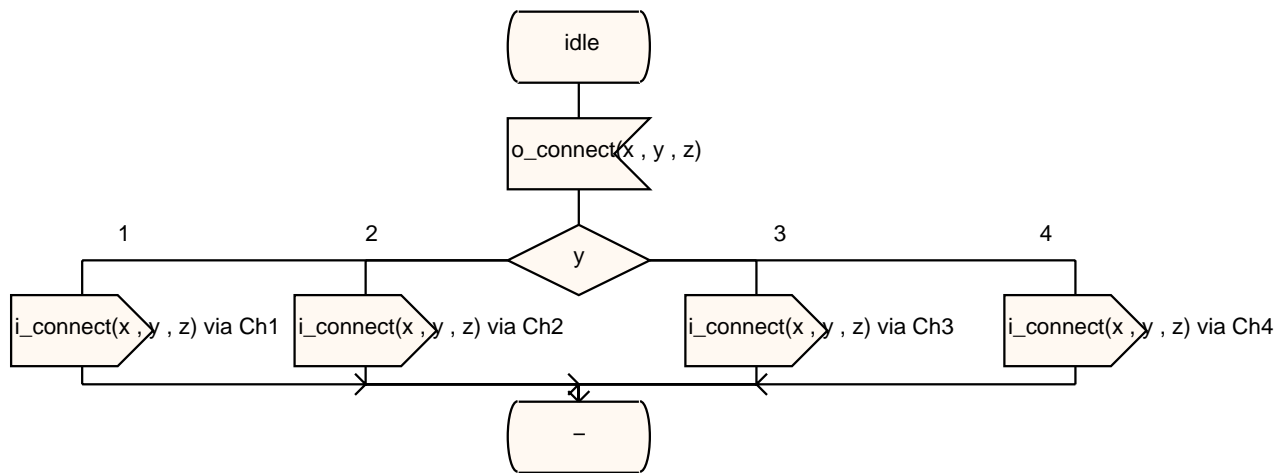 idle
o_connect(x , y , z)
1
2
y
3
4
i_connect(x , y , z) via Ch1
i_connect(x , y , z) via Ch2
i_connect(x , y , z) via Ch3
i_connect(x , y , z) via Ch4
–